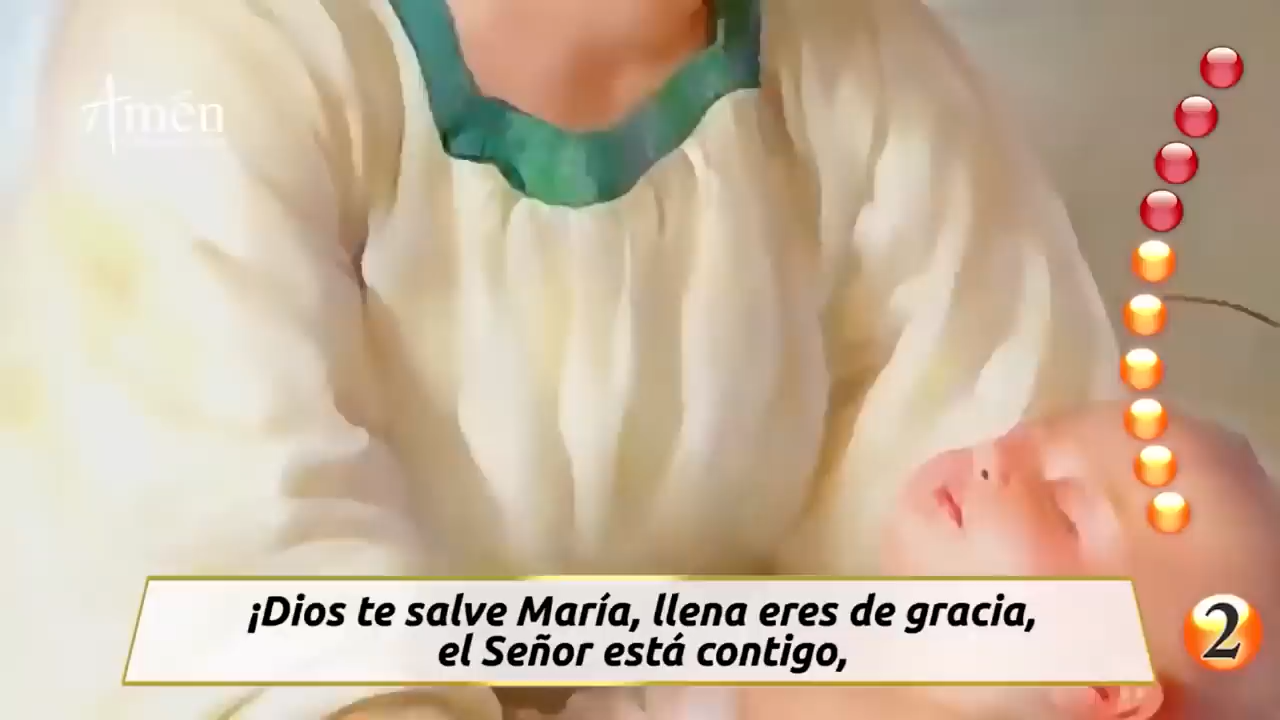 Amén
¡Dios te salve María, llena eres de gracia,
el Señor está contigo,
2